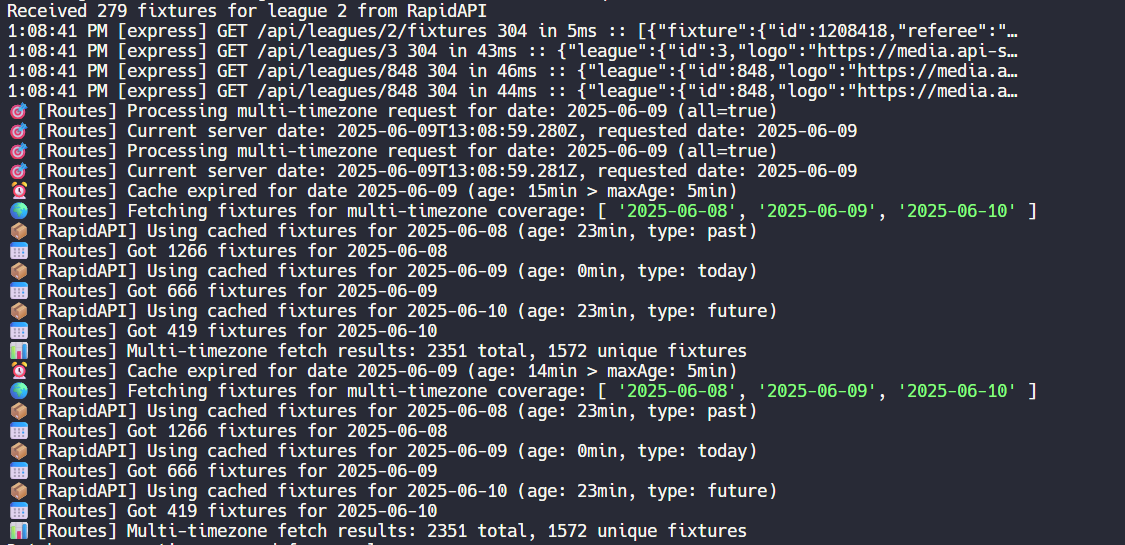 Received 279 fixtures for league 2 from RapidAPI
1:08:41 PM [express] GET /api/leagues/2/fixtures 304 in 5ms :: [{"fixture":{"id":1208418,"referee":"…
1:08:41 PM [express] GET /api/leagues/3 304 in 43ms :: {"league":{"id":3,"logo":"https://media.api-s…
1:08:41 PM [express] GET /api/leagues/848 304 in 46ms :: {"league":{"id":848,"logo":"https://media.a…
1:08:41 PM [express] GET /api/leagues/848 304 in 44ms :: {"league":{"id":848,"logo":"https://media.a…
🎯 [Routes] Processing multi-timezone request for date: 2025-06-09 (all=true)
🎯 [Routes] Current server date: 2025-06-09T13:08:59.280Z, requested date: 2025-06-09
🎯 [Routes] Processing multi-timezone request for date: 2025-06-09 (all=true)
🎯 [Routes] Current server date: 2025-06-09T13:08:59.281Z, requested date: 2025-06-09
⏰ [Routes] Cache expired for date 2025-06-09 (age: 15min > maxAge: 5min)
🌍 [Routes] Fetching fixtures for multi-timezone coverage: [ '2025-06-08', '2025-06-09', '2025-06-10' ]
📦 [RapidAPI] Using cached fixtures for 2025-06-08 (age: 23min, type: past)
📅 [Routes] Got 1266 fixtures for 2025-06-08
📦 [RapidAPI] Using cached fixtures for 2025-06-09 (age: 0min, type: today)
📅 [Routes] Got 666 fixtures for 2025-06-09
📦 [RapidAPI] Using cached fixtures for 2025-06-10 (age: 23min, type: future)
📅 [Routes] Got 419 fixtures for 2025-06-10
📊 [Routes] Multi-timezone fetch results: 2351 total, 1572 unique fixtures
⏰ [Routes] Cache expired for date 2025-06-09 (age: 14min > maxAge: 5min)
🌍 [Routes] Fetching fixtures for multi-timezone coverage: [ '2025-06-08', '2025-06-09', '2025-06-10' ]
📦 [RapidAPI] Using cached fixtures for 2025-06-08 (age: 23min, type: past)
📅 [Routes] Got 1266 fixtures for 2025-06-08
📦 [RapidAPI] Using cached fixtures for 2025-06-09 (age: 0min, type: today)
📅 [Routes] Got 666 fixtures for 2025-06-09
📦 [RapidAPI] Using cached fixtures for 2025-06-10 (age: 23min, type: future)
📅 [Routes] Got 419 fixtures for 2025-06-10
📊 [Routes] Multi-timezone fetch results: 2351 total, 1572 unique fixtures